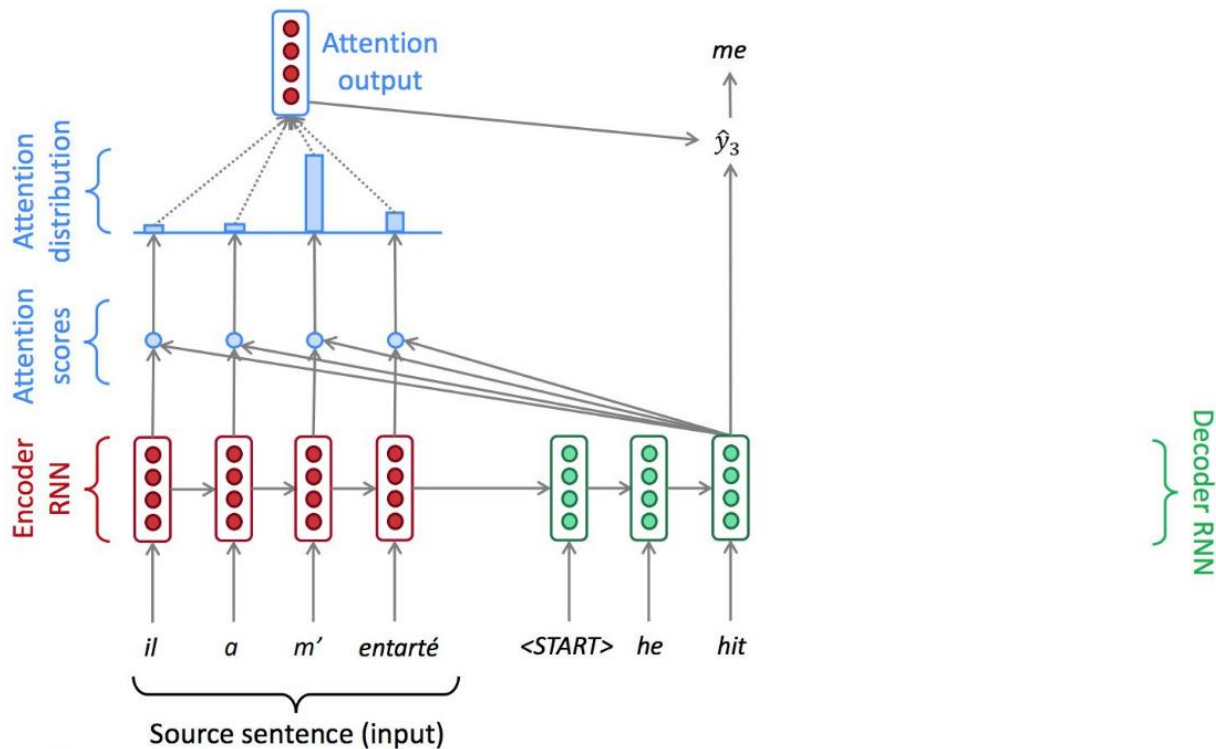 Attention
output
me
ŷ₃
Attention
distribution
Attention
scores
Encoder
RNN
Decoder RNN
il a m’ entarté <START> he hit
Source sentence (input)